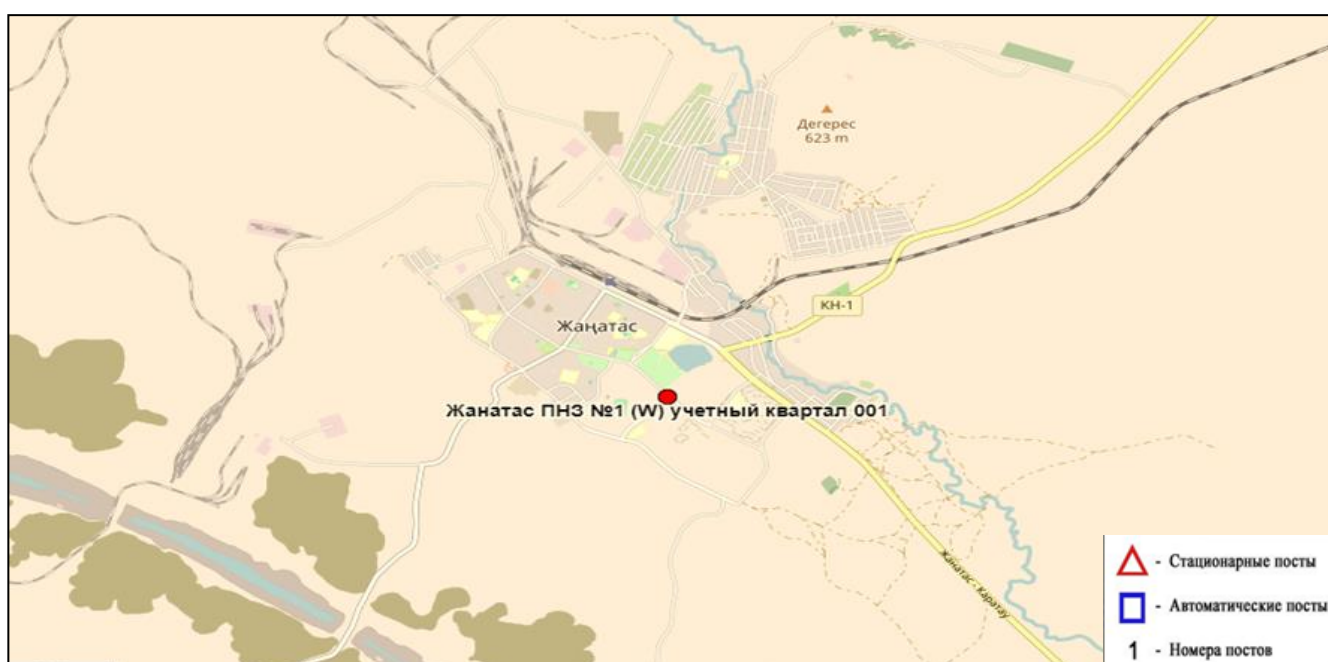 Дегерес
623 m
КН-1
Жаңатас
Жанатас ПНЗ №1 (W) учетный квартал 001
Жанатас - Каратау
- Стационарные посты
- Автоматические посты
1 - Номера постов